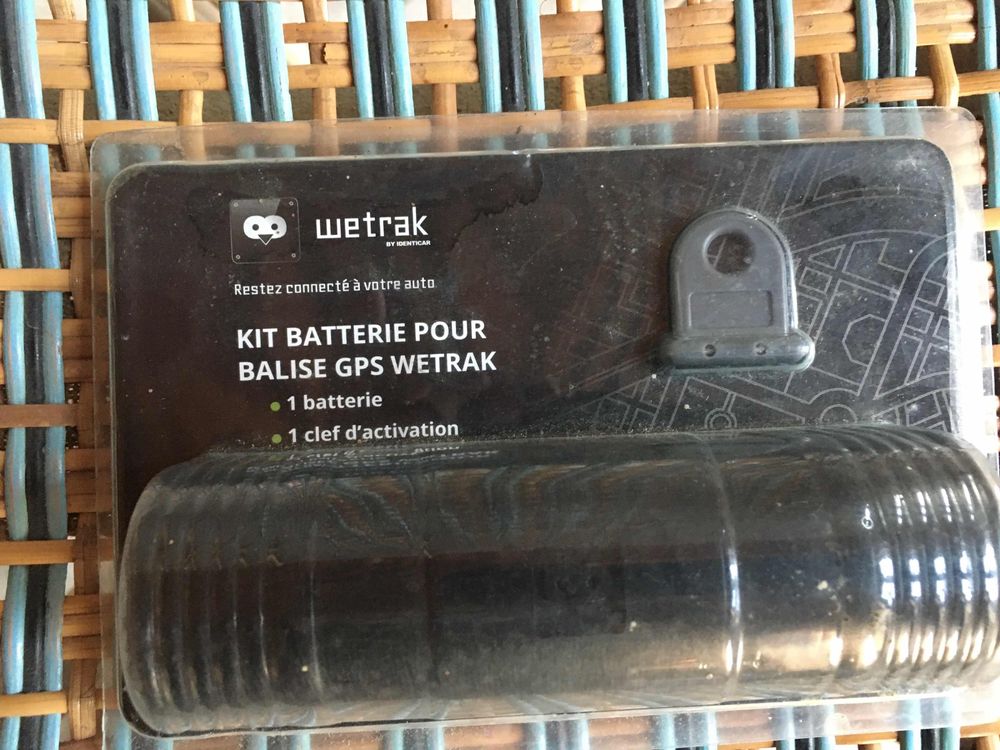 wetrak
BY IDENTICAR
Restez connecté à votre auto
KIT BATTERIE POUR
BALISE GPS WETRAK
1 batterie
1 clef d'activation